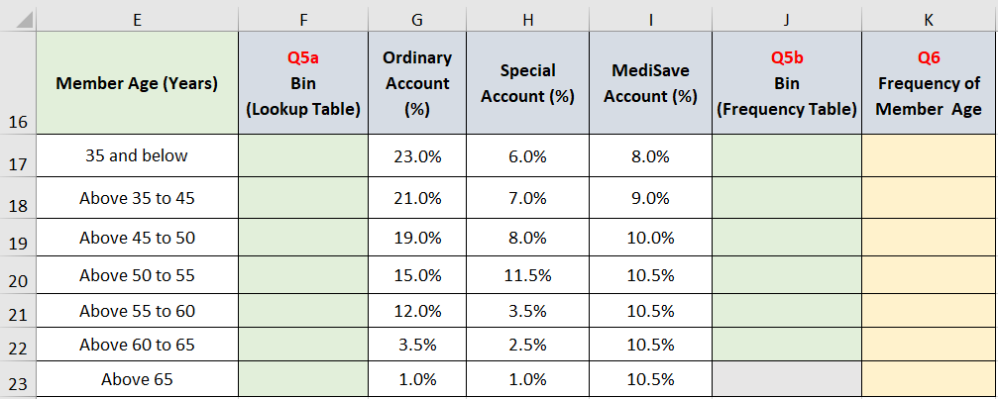 E F G H I J K
16 Member Age (Years) Q5a Bin (Lookup Table) Ordinary Account (%) Special Account (%) MediSave Account (%) Q5b Bin (Frequency Table) Q6 Frequency of Member Age
17 35 and below 23.0% 6.0% 8.0%
18 Above 35 to 45 21.0% 7.0% 9.0%
19 Above 45 to 50 19.0% 8.0% 10.0%
20 Above 50 to 55 15.0% 11.5% 10.5%
21 Above 55 to 60 12.0% 3.5% 10.5%
22 Above 60 to 65 3.5% 2.5% 10.5%
23 Above 65 1.0% 1.0% 10.5%